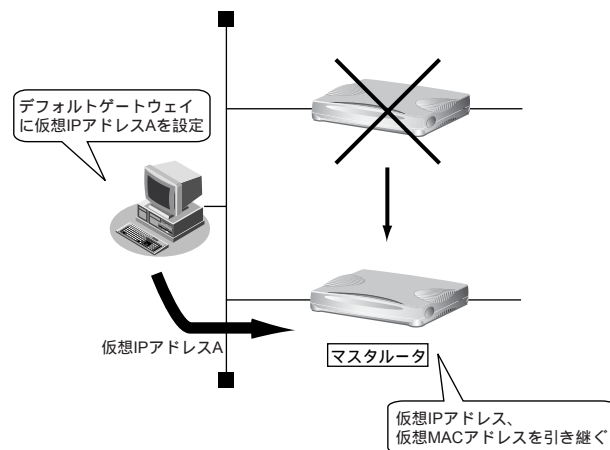 デフォルトゲートウェイ
に仮想IPアドレスAを設定
仮想IPアドレスA
マスタルータ
仮想IPアドレス、
仮想MACアドレスを引き継ぐ